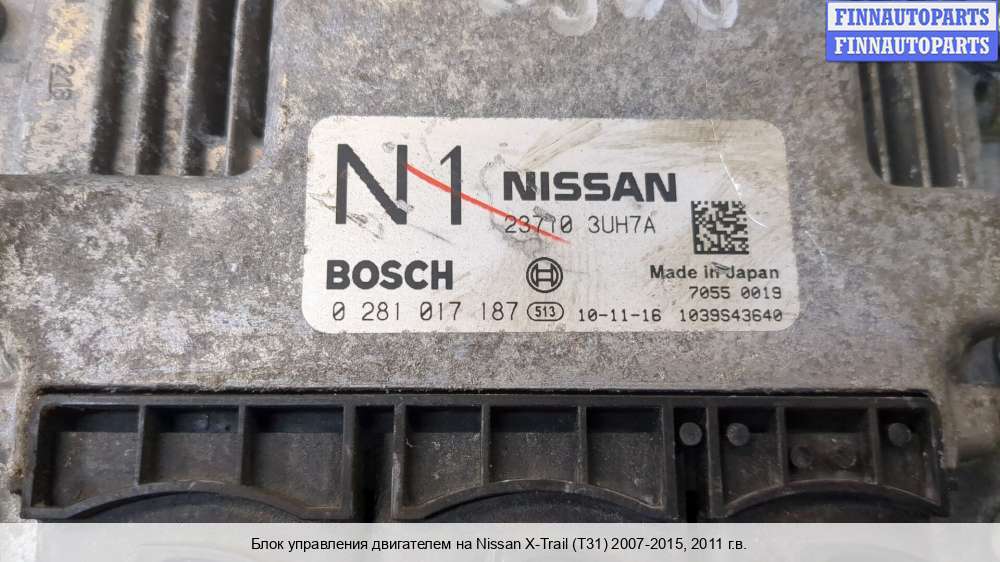 FINNAUTOPARTS
FINNAUTOPARTS
N1
NISSAN
23710 3UH7A
BOSCH
Made in Japan
7055 0019
0 281 017 187 513 10-11-16 1039S43640
Блок управления двигателем на Nissan X-Trail (T31) 2007-2015, 2011 г.в.